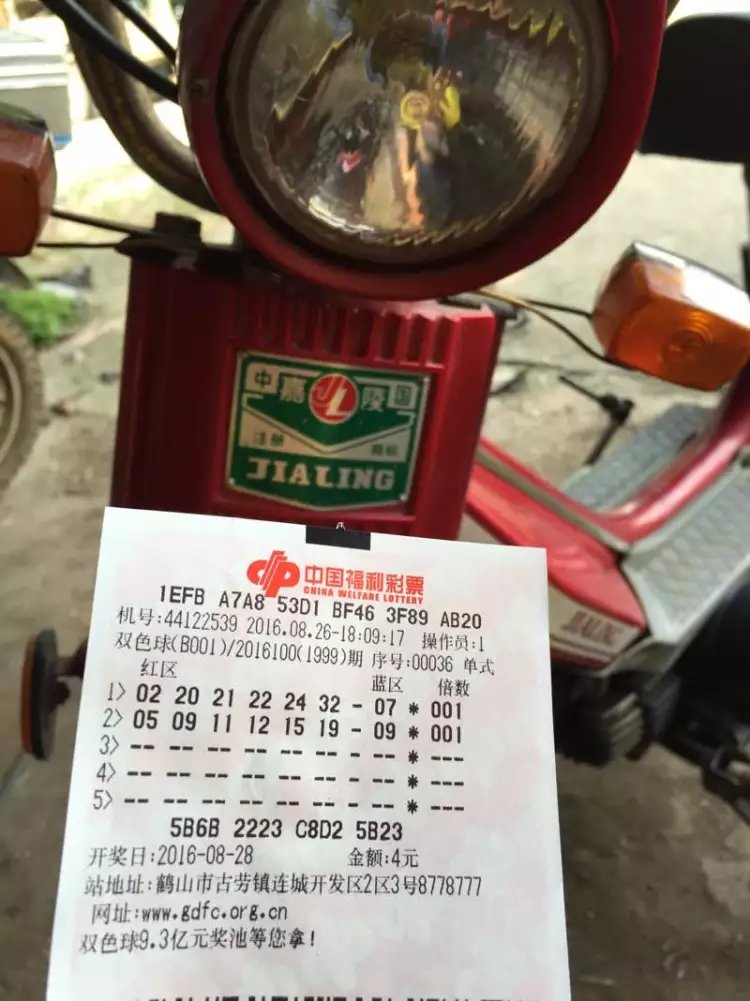 中 嘉 JL 陵 国
注册 商标
JIALING
JIALING
中国福利彩票
CHINA WELFARE LOTTERY
1EFB A7A8 53D1 BF46 3F89 AB20
机号:44122539 2016.08.26-18:09:17 操作员:1
双色球(B001)/2016100(1999)期 序号:00036 单式
红区 蓝区 倍数
1> 02 20 21 22 24 32 - 07 * 001
2> 05 09 11 12 15 19 - 09 * 001
3> -- -- -- -- -- -- - -- * ---
4> -- -- -- -- -- -- - -- * ---
5> -- -- -- -- -- -- - -- * ---
5B6B 2223 C8D2 5B23
开奖日:2016-08-28 金额:4元
站地址:鹤山市古劳镇连城开发区2区3号8778777
网址:www.gdfc.org.cn
双色球9.3亿元奖池等您拿!